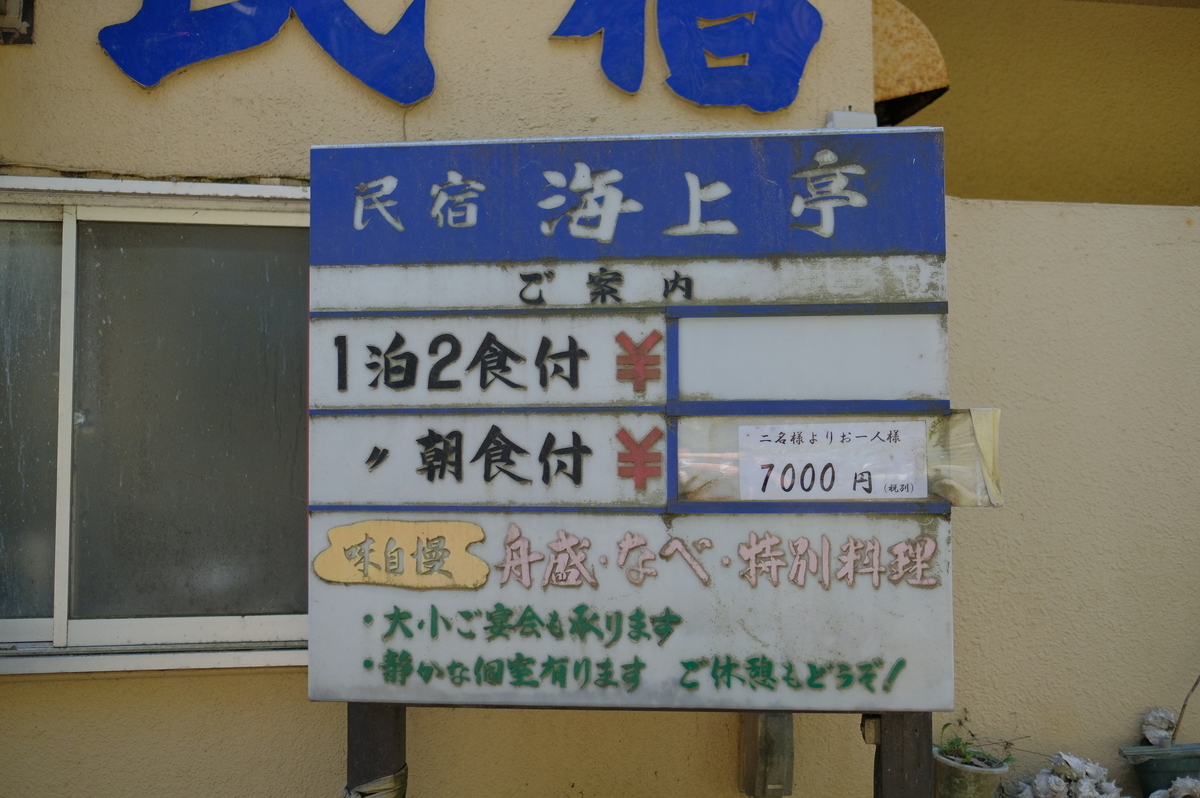 民宿
民宿 海上亭
ご案内
1泊2食付 ¥
〃 朝食付 ¥
二名様よりお一人様
7000円 (税別)
味自慢 舟盛・なべ・特別料理
・大・小ご宴会も承ります
・静かな個室有ります ご休憩もどうぞ!